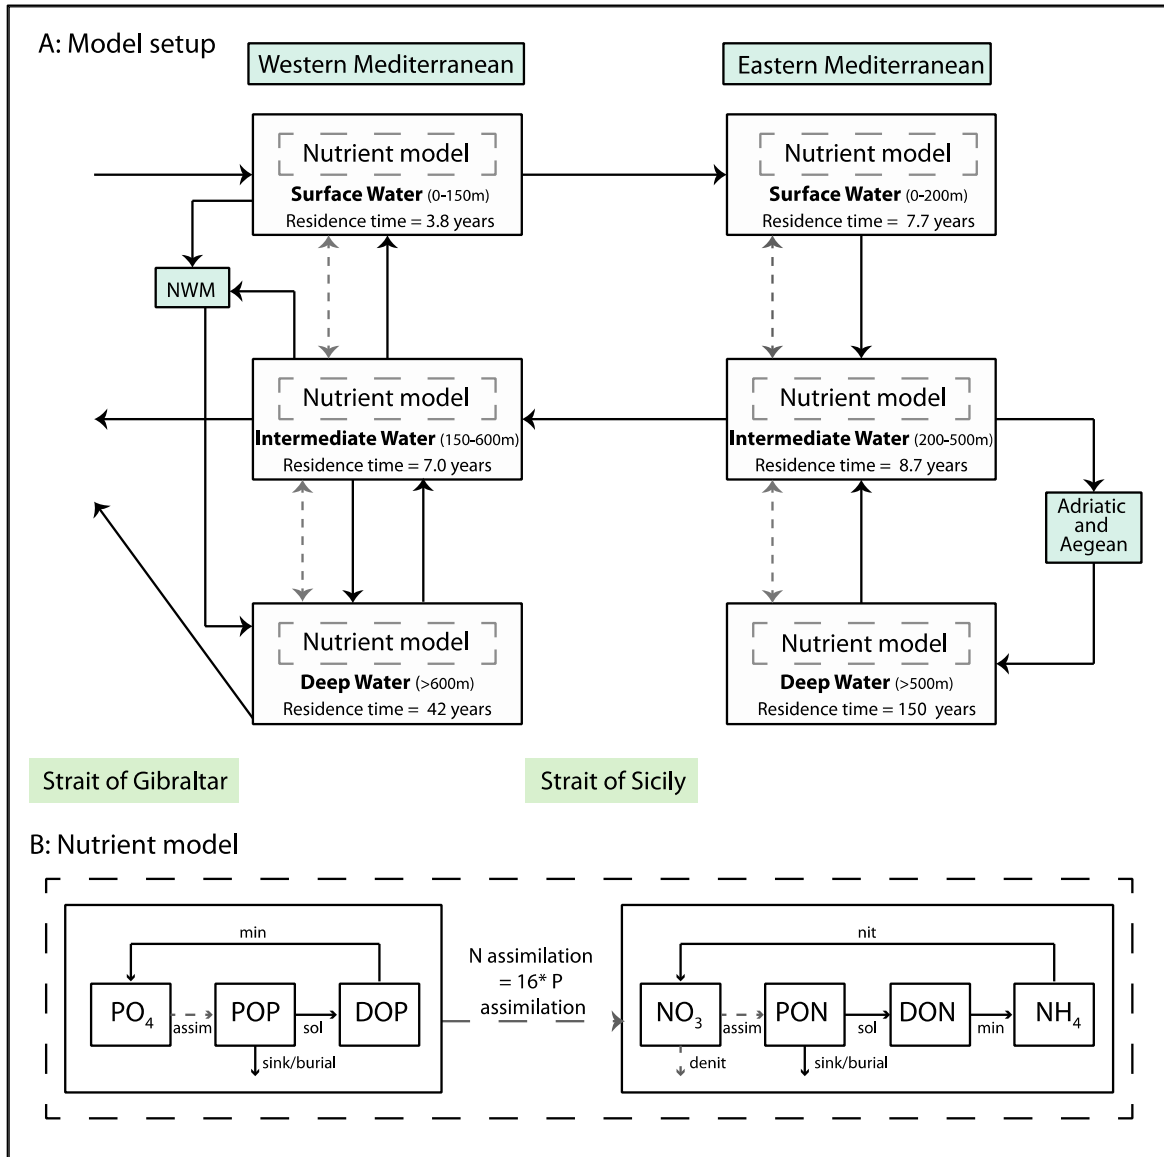 A: Model setup
Western Mediterranean
Eastern Mediterranean
Nutrient model
Surface Water (0-150m)
Residence time = 3.8 years
Nutrient model
Surface Water (0-200m)
Residence time = 7.7 years
NWM
Nutrient model
Intermediate Water (150-600m)
Residence time = 7.0 years
Nutrient model
Intermediate Water (200-500m)
Residence time = 8.7 years
Adriatic
and
Aegean
Nutrient model
Deep Water (>600m)
Residence time = 42 years
Nutrient model
Deep Water (>500m)
Residence time = 150 years
Strait of Gibraltar
Strait of Sicily
B: Nutrient model
min
PO4
assim
POP
sol
DOP
sink/burial
N assimilation
= 16* P
assimilation
nit
NO3
assim
PON
sol
DON
min
NH4
denit
sink/burial